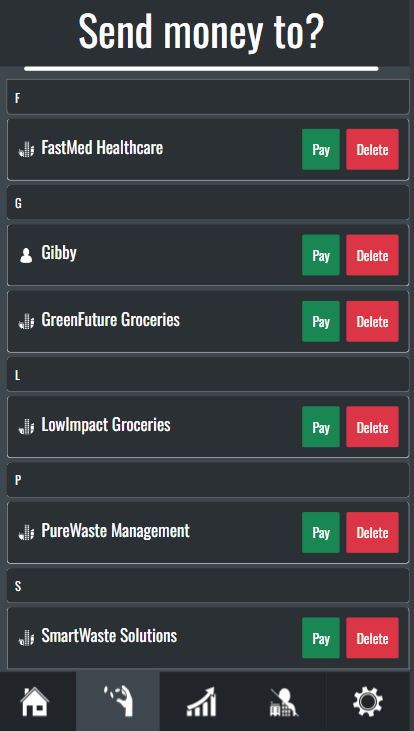 Send money to?
F
FastMed Healthcare Pay Delete
G
Gibby Pay Delete
GreenFuture Groceries Pay Delete
L
LowImpact Groceries Pay Delete
P
PureWaste Management Pay Delete
S
SmartWaste Solutions Pay Delete